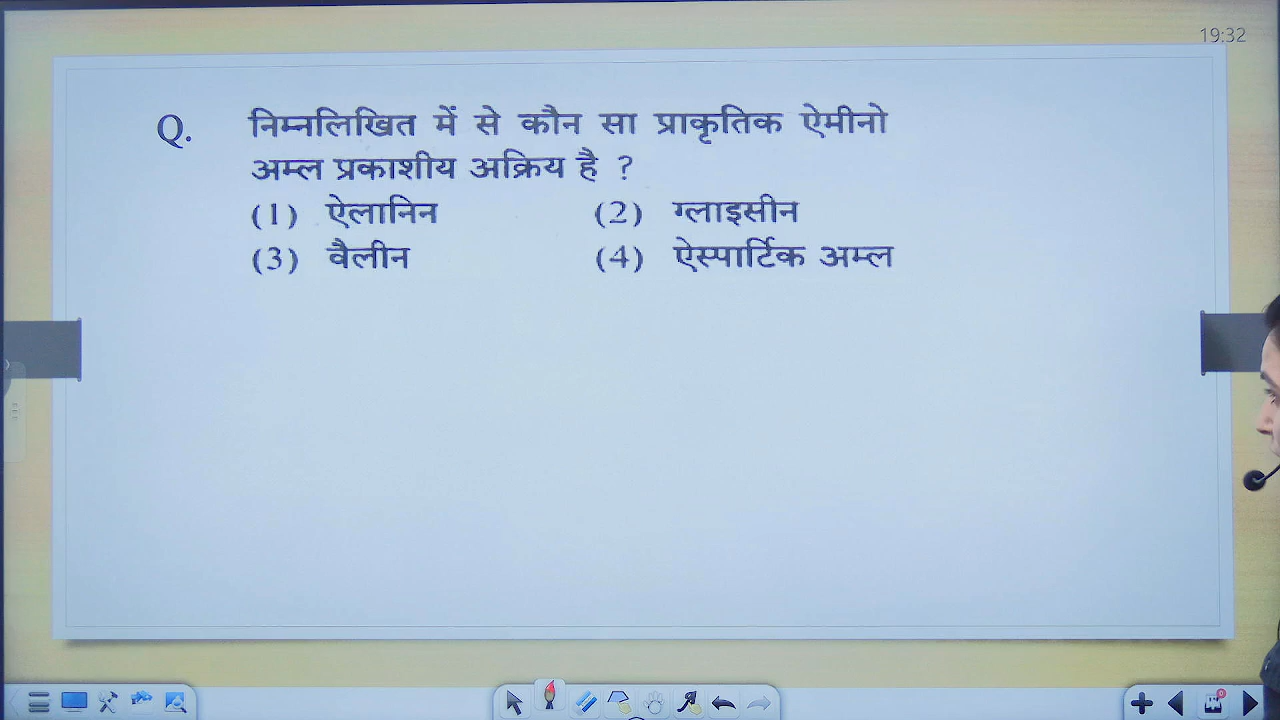 19:32
Q. निम्नलिखित में से कौन सा प्राकृतिक ऐमीनो
अम्ल प्रकाशीय अक्रिय है ?
(1) ऐलानिन (2) ग्लाइसीन
(3) वैलीन (4) ऐस्पार्टिक अम्ल